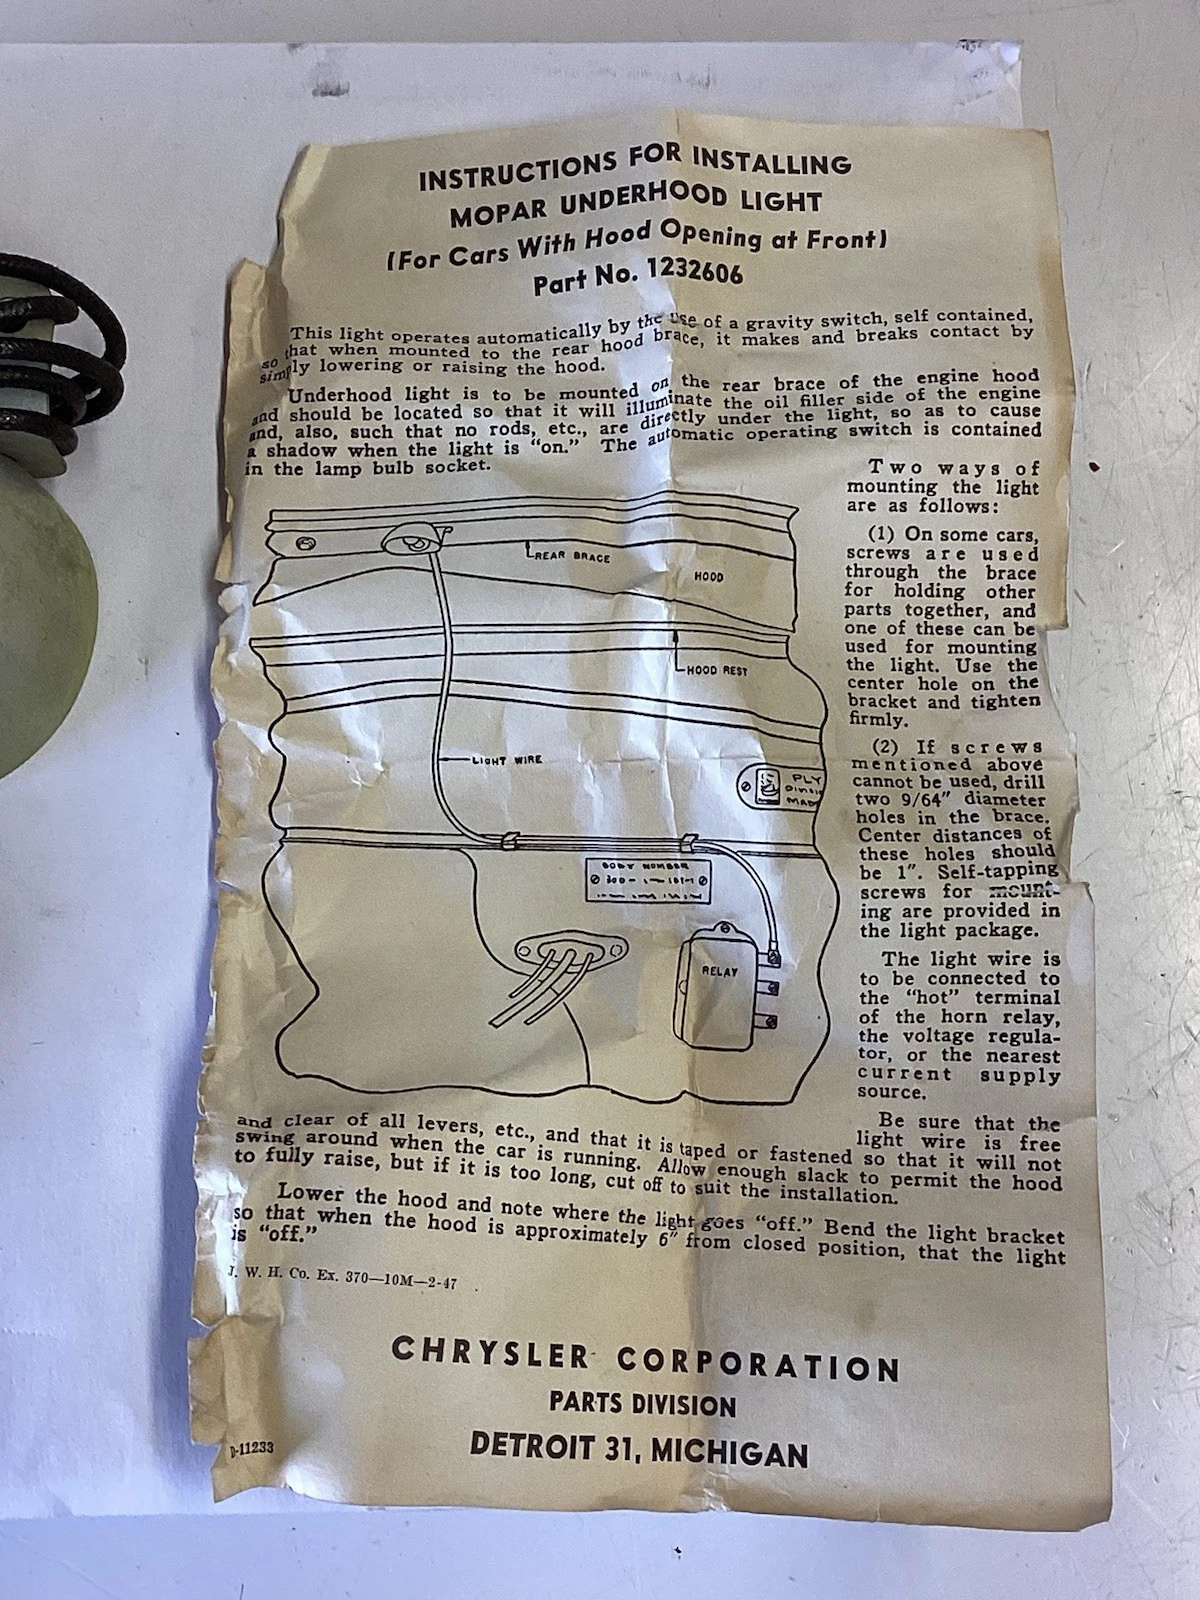 INSTRUCTIONS FOR INSTALLING
MOPAR UNDERHOOD LIGHT
(For Cars With Hood Opening at Front)
Part No. 1232606
This light operates automatically by the use of a gravity switch, self contained,
so that when mounted to the rear hood brace, it makes and breaks contact by
simply lowering or raising the hood.
Underhood light is to be mounted on the rear brace of the engine hood
and should be located so that it will illuminate the oil filler side of the engine
and, also, such that no rods, etc., are directly under the light, so as to cause
a shadow when the light is "on." The automatic operating switch is contained
in the lamp bulb socket.
Two ways of
mounting the light
are as follows:
(1) On some cars,
screws are used
through the brace
for holding other
parts together, and
one of these can be
used for mounting
the light. Use the
center hole on the
bracket and tighten
firmly.
(2) If screws
mentioned above
cannot be used, drill
two 9/64" diameter
holes in the brace.
Center distances of
these holes should
be 1". Self-tapping
screws for mount-
ing are provided in
the light package.
The light wire is
to be connected to
the "hot" terminal
of the horn relay,
the voltage regula-
tor, or the nearest
current supply
source.
Be sure that the
light wire is free
REAR BRACE
HOOD
HOOD REST
LIGHT WIRE
PLY
MADE
BODY NUMBER
RELAY
and clear of all levers, etc., and that it is taped or fastened so that it will not
swing around when the car is running. Allow enough slack to permit the hood
to fully raise, but if it is too long, cut off to suit the installation.
Lower the hood and note where the light goes "off." Bend the light bracket
so that when the hood is approximately 6" from closed position, that the light
is "off."
J. W. H. Co. Ex. 370—10M—2-47
CHRYSLER CORPORATION
PARTS DIVISION
DETROIT 31, MICHIGAN
D-11233